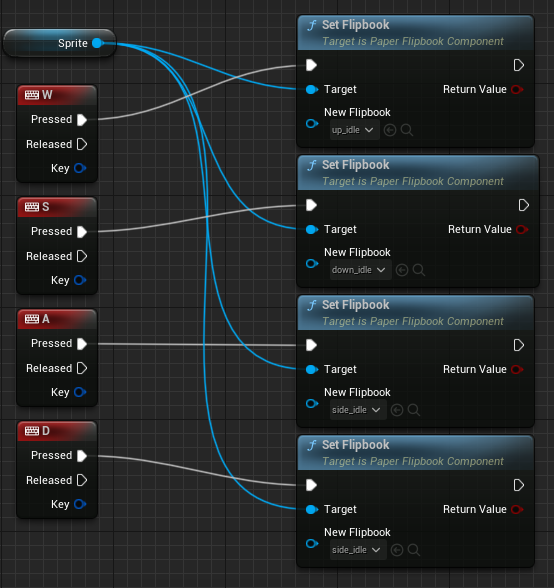 Sprite
W
Pressed
Released
Key
S
Pressed
Released
Key
A
Pressed
Released
Key
D
Pressed
Released
Key
f Set Flipbook
Target is Paper Flipbook Component
Target Return Value
New Flipbook
up_idle
f Set Flipbook
Target is Paper Flipbook Component
Target Return Value
New Flipbook
down_idle
f Set Flipbook
Target is Paper Flipbook Component
Target Return Value
New Flipbook
side_idle
f Set Flipbook
Target is Paper Flipbook Component
Target Return Value
New Flipbook
side_idle